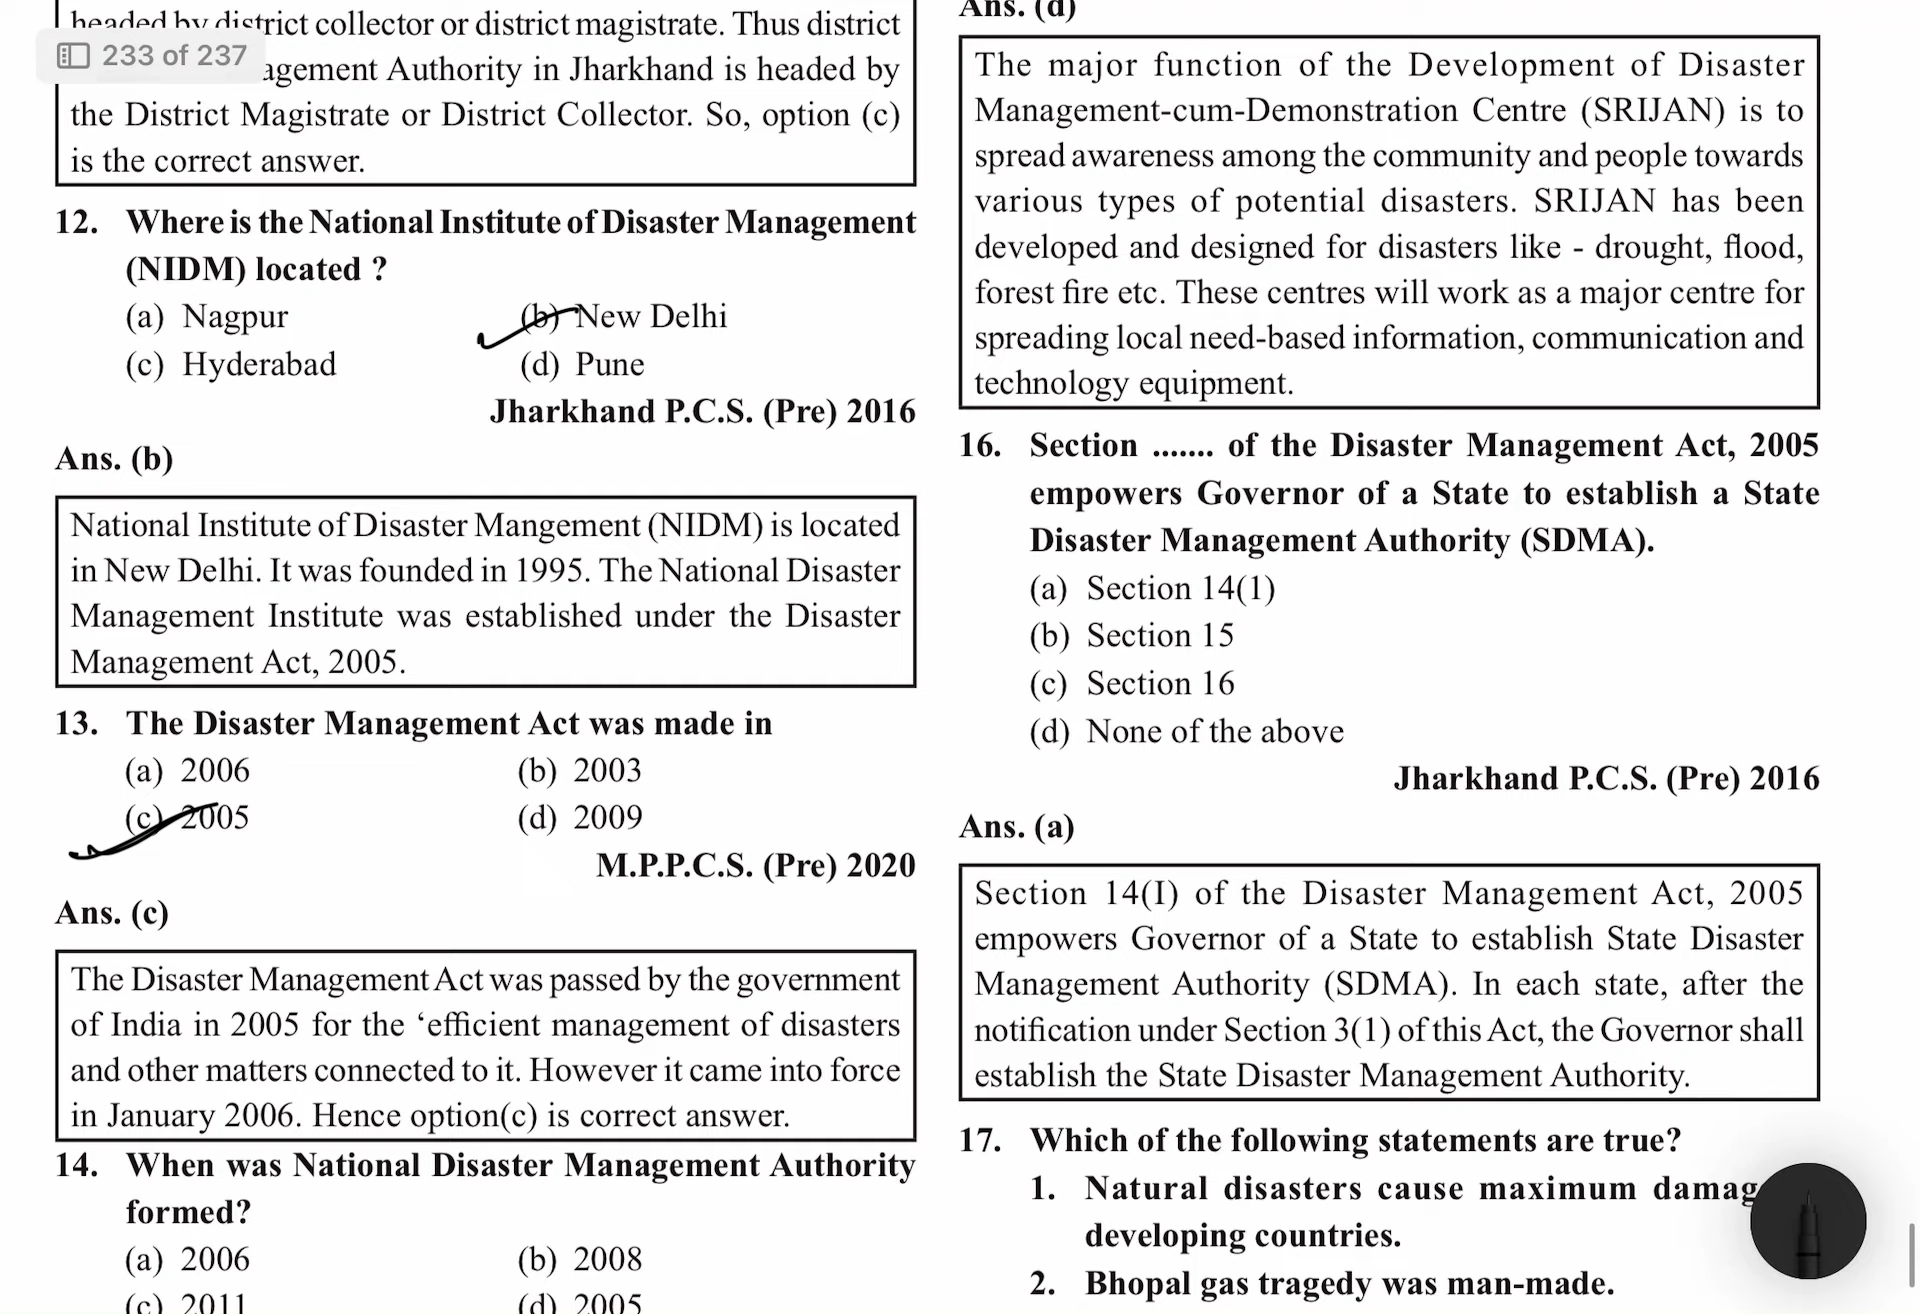 headed by district collector or district magistrate. Thus district
233 of 237
agement Authority in Jharkhand is headed by
the District Magistrate or District Collector. So, option (c)
is the correct answer.
12. Where is the National Institute of Disaster Management
(NIDM) located ?
(a) Nagpur (b) New Delhi
(c) Hyderabad (d) Pune
Jharkhand P.C.S. (Pre) 2016
Ans. (b)
National Institute of Disaster Mangement (NIDM) is located
in New Delhi. It was founded in 1995. The National Disaster
Management Institute was established under the Disaster
Management Act, 2005.
13. The Disaster Management Act was made in
(a) 2006 (b) 2003
(c) 2005 (d) 2009
M.P.P.C.S. (Pre) 2020
Ans. (c)
The Disaster Management Act was passed by the government
of India in 2005 for the ‘efficient management of disasters
and other matters connected to it. However it came into force
in January 2006. Hence option(c) is correct answer.
14. When was National Disaster Management Authority
formed?
(a) 2006 (b) 2008
(c) 2011 (d) 2005
Ans. (d)
The major function of the Development of Disaster
Management-cum-Demonstration Centre (SRIJAN) is to
spread awareness among the community and people towards
various types of potential disasters. SRIJAN has been
developed and designed for disasters like - drought, flood,
forest fire etc. These centres will work as a major centre for
spreading local need-based information, communication and
technology equipment.
16. Section ....... of the Disaster Management Act, 2005
empowers Governor of a State to establish a State
Disaster Management Authority (SDMA).
(a) Section 14(1)
(b) Section 15
(c) Section 16
(d) None of the above
Jharkhand P.C.S. (Pre) 2016
Ans. (a)
Section 14(I) of the Disaster Management Act, 2005
empowers Governor of a State to establish State Disaster
Management Authority (SDMA). In each state, after the
notification under Section 3(1) of this Act, the Governor shall
establish the State Disaster Management Authority.
17. Which of the following statements are true?
1. Natural disasters cause maximum damag
developing countries.
2. Bhopal gas tragedy was man-made.